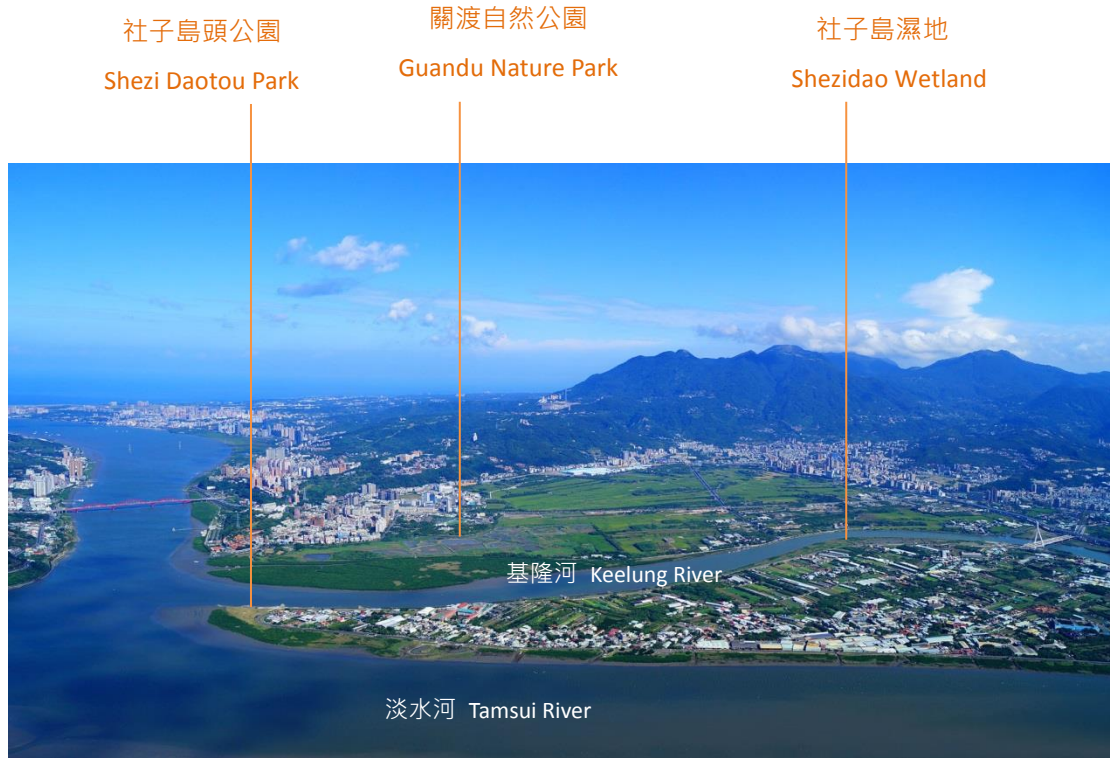 社子島頭公園
Shezi Daotou Park
關渡自然公園
Guandu Nature Park
社子島濕地
Shezidao Wetland
基隆河 Keelung River
淡水河 Tamsui River